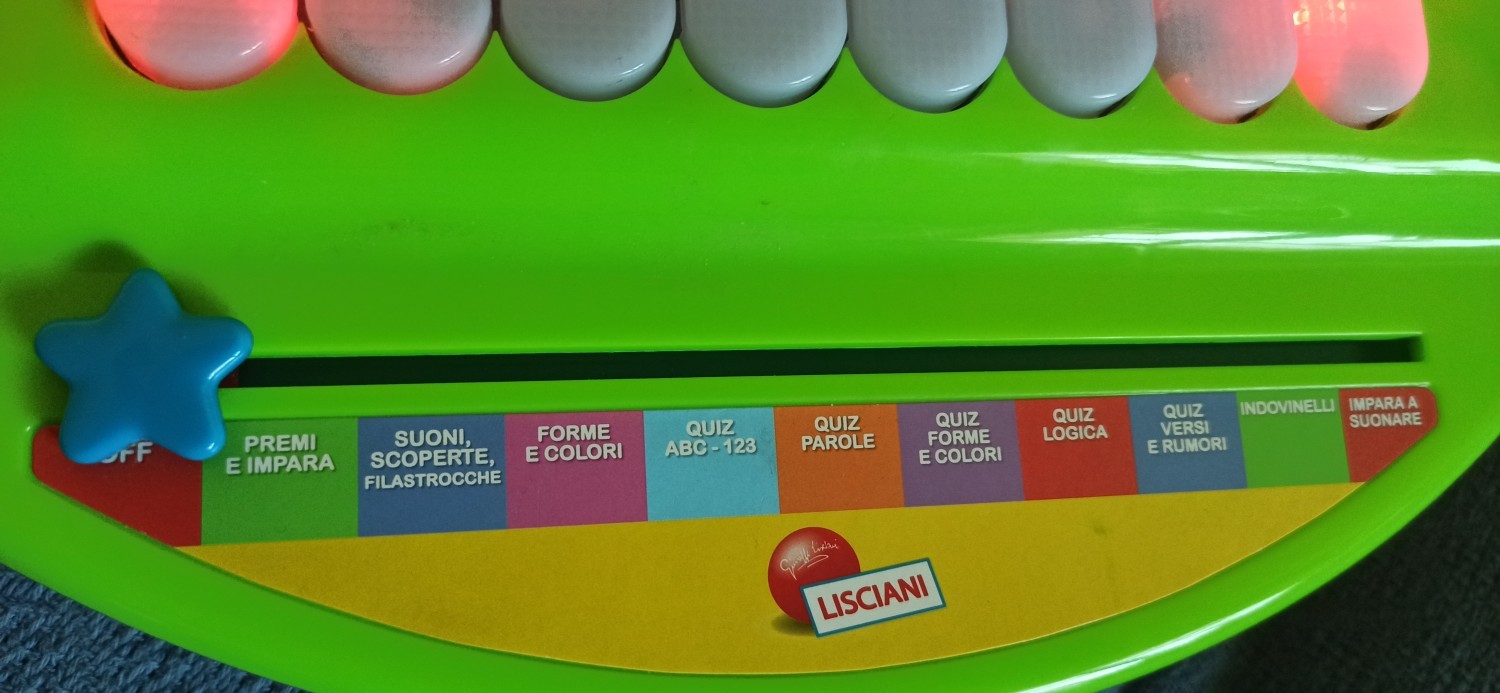 OFF
PREMI
E IMPARA
SUONI,
SCOPERTE,
FILASTROCCHE
FORME
E COLORI
QUIZ
ABC - 123
QUIZ
PAROLE
QUIZ
FORME
E COLORI
QUIZ
LOGICA
QUIZ
VERSI
E RUMORI
INDOVINELLI
IMPARA A
SUONARE
LISCIANI